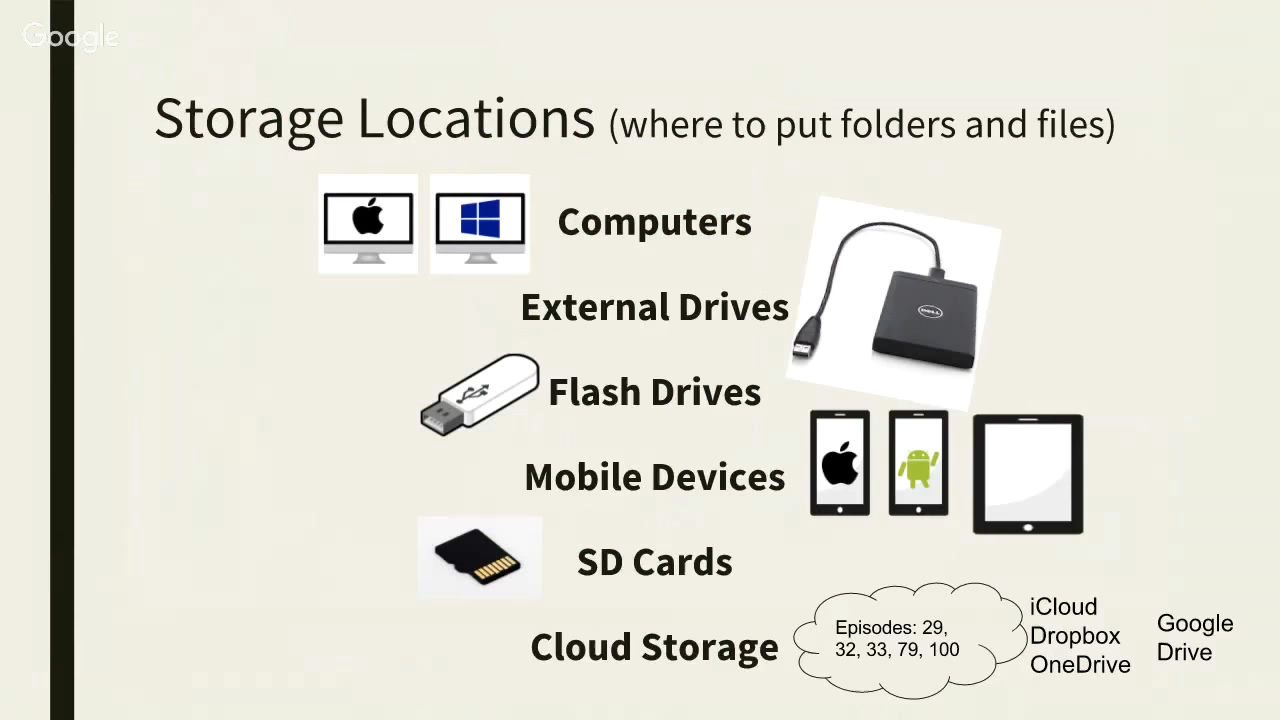 Google
Storage Locations (where to put folders and files)
Computers
External Drives
DELL
Flash Drives
Mobile Devices
SD Cards
Cloud Storage
Episodes: 29,
32, 33, 79, 100
iCloud
Dropbox
OneDrive
Google
Drive